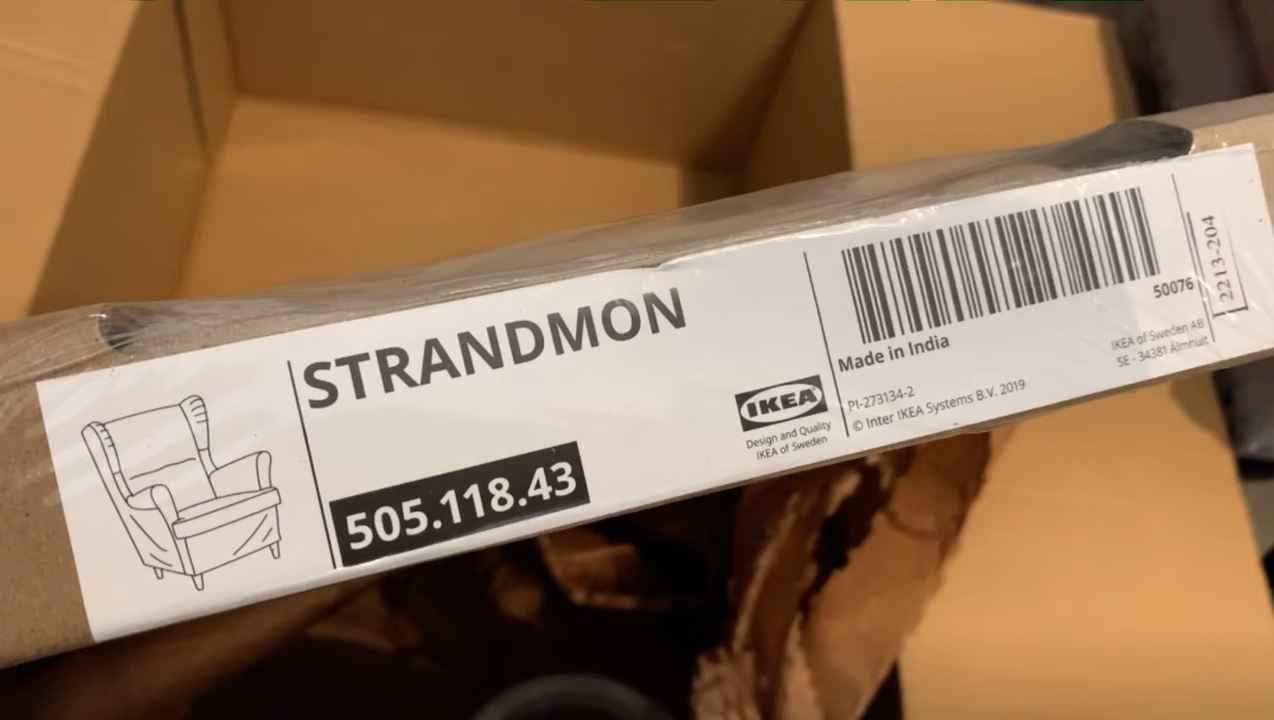 STRANDMON
505.118.43
IKEA
Design and Quality
IKEA of Sweden
Made in India
PI-273134-2
© Inter IKEA Systems B.V. 2019
50076
IKEA of Sweden AB
SE - 34381 Älmhult
2213-204